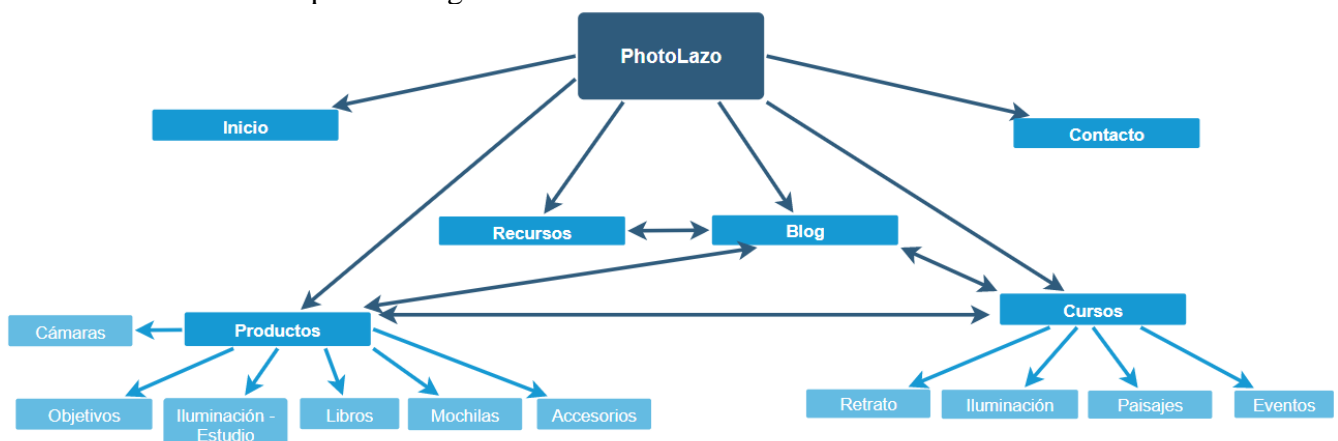 PhotoLazo
Inicio
Contacto
Recursos
Blog
Cursos
Cámaras
Productos
Objetivos
Iluminación -
Estudio
Libros
Mochilas
Accesorios
Retrato
Iluminación
Paisajes
Eventos